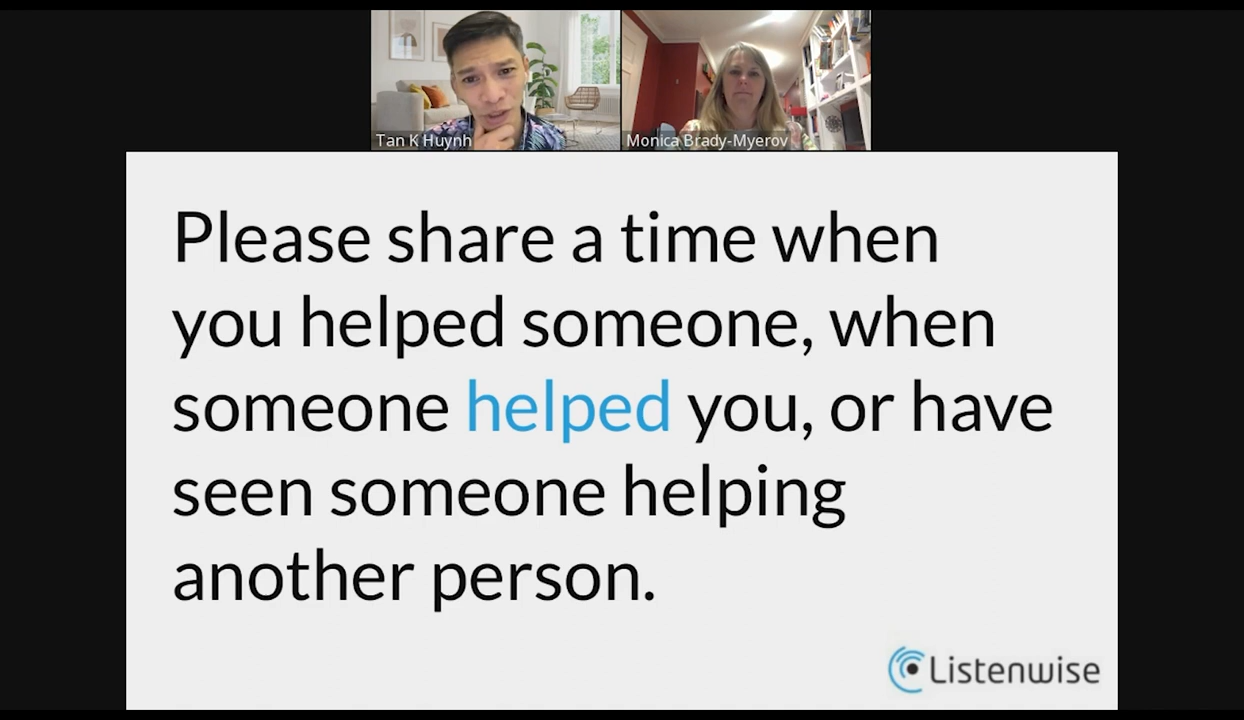 Tan K Huynh
Monica Brady-Myerov
Please share a time when
you helped someone, when
someone helped you, or have
seen someone helping
another person.
Listenwise